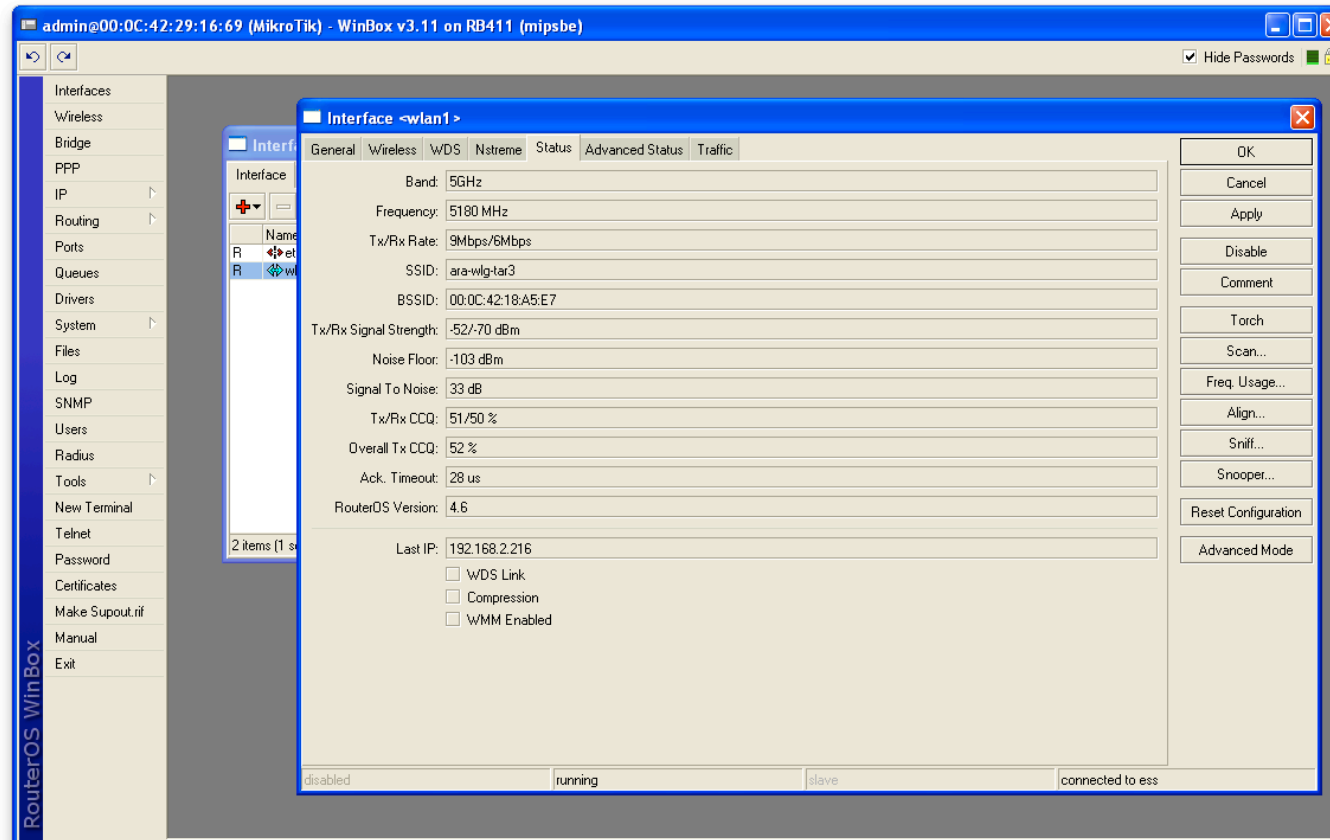 admin@00:0C:42:29:16:69 (MikroTik) - WinBox v3.11 on RB411 (mipsbe)
Hide Passwords
Interfaces
Wireless
Bridge
PPP
IP
Routing
Ports
Queues
Drivers
System
Files
Log
SNMP
Users
Radius
Tools
New Terminal
Telnet
Password
Certificates
Make Supout.rif
Manual
Exit
RouterOS WinBox
Interface
Name
R
R
2 items (1
Interface <wlan1>
General Wireless WDS Nstreme Status Advanced Status Traffic
Band: 5GHz
Frequency: 5180 MHz
Tx/Rx Rate: 9Mbps/6Mbps
SSID: ara-wlg-tar3
BSSID: 00:0C:42:18:A5:E7
Tx/Rx Signal Strength: -52/-70 dBm
Noise Floor: -103 dBm
Signal To Noise: 33 dB
Tx/Rx CCQ: 51/50 %
Overall Tx CCQ: 52 %
Ack. Timeout: 28 us
RouterOS Version: 4.6
Last IP: 192.168.2.216
WDS Link
Compression
WMM Enabled
OK
Cancel
Apply
Disable
Comment
Torch
Scan...
Freq. Usage...
Align...
Sniff...
Snooper...
Reset Configuration
Advanced Mode
disabled running slave connected to ess